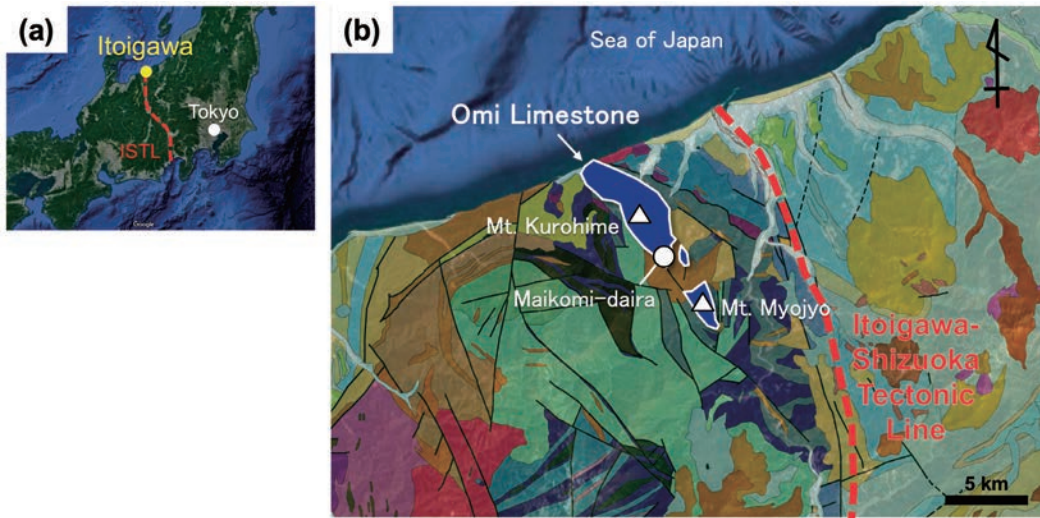 (a)
Itoigawa
Tokyo
ISTL
Google
(b)
Sea of Japan
Omi Limestone
Mt. Kurohime
Maikomi-daira
Mt. Myojyo
Itoigawa-
Shizuoka
Tectonic
Line
5 km